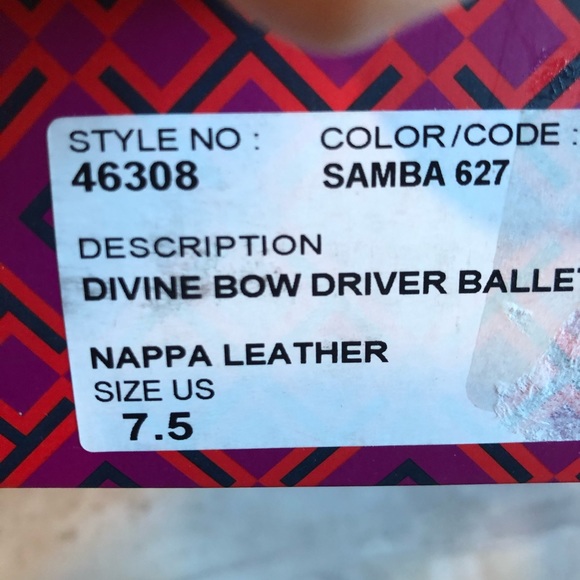 STYLE NO : COLOR/CODE :
46308 SAMBA 627
DESCRIPTION
DIVINE BOW DRIVER BALLET
NAPPA LEATHER
SIZE US
7.5